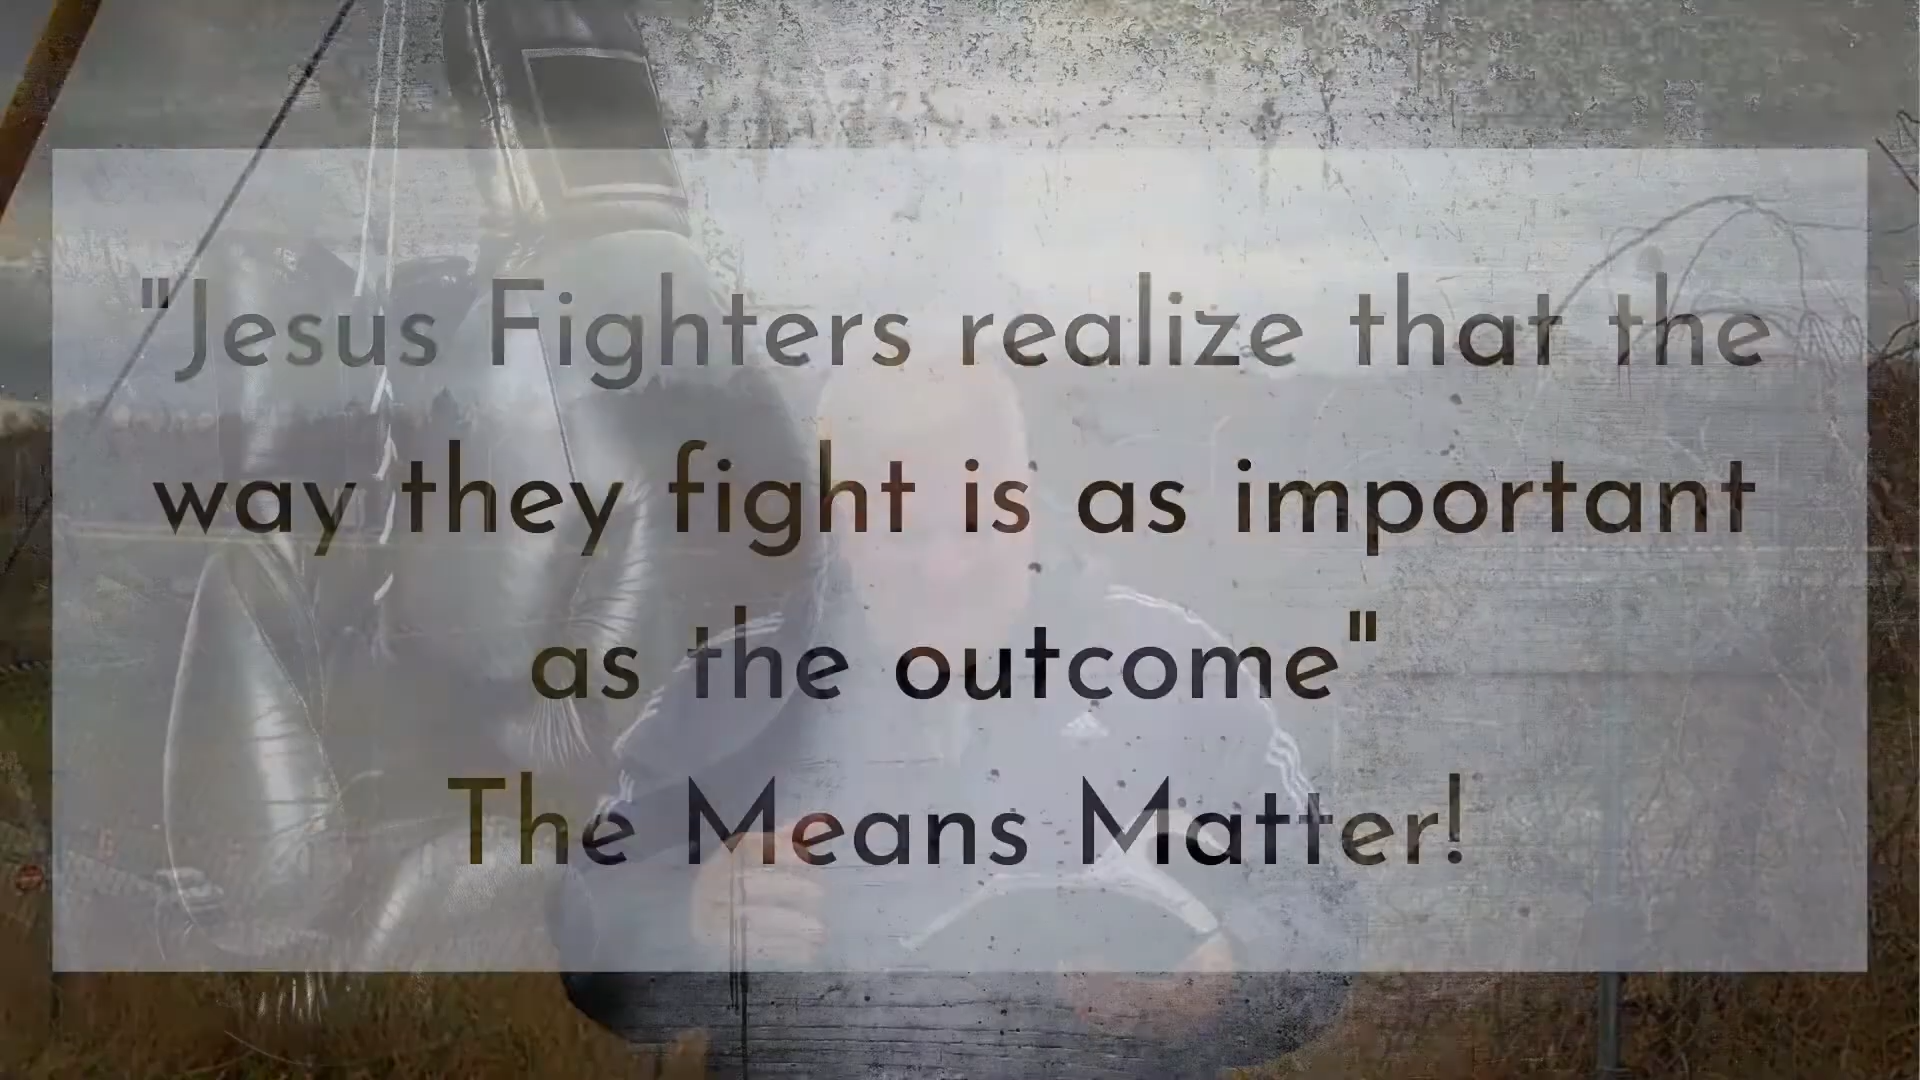 "Jesus Fighters realize that the
way they fight is as important
as the outcome"
The Means Matter!